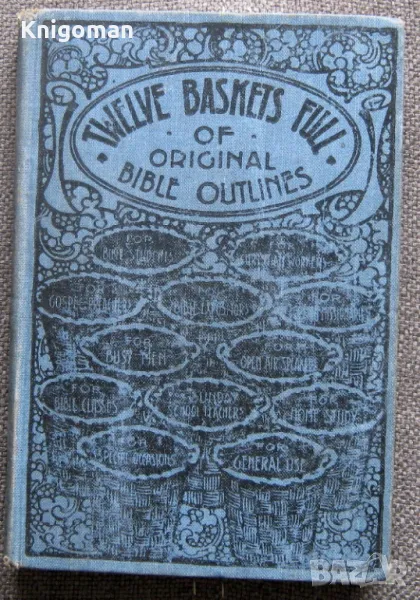 Knigoman
TWELVE BASKETS FULL
OF
ORIGINAL
BIBLE OUTLINES
FOR
BIBLE STUDENTS
FOR
CHRISTIAN WORKERS
FOR
GOSPEL PREACHERS
BIBLE
FOR
FOR
BUSY MEN
FOR
OPEN AIR SPEAKERS
FOR
BIBLE CLASSES
SUNDAY
SCHOOL TEACHERS
FOR
HOME STUDY
FOR
SPECIAL OCCASIONS
FOR
GENERAL USE
BAZAR